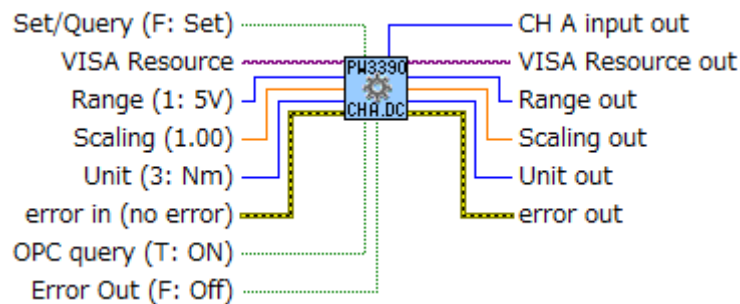 Set/Query (F: Set)
CH A input out
VISA Resource
VISA Resource out
PW3390
Range (1: 5V)
Range out
CHA.DC
Scaling (1.00)
Scaling out
Unit (3: Nm)
Unit out
error in (no error)
error out
OPC query (T: ON)
Error Out (F: Off)